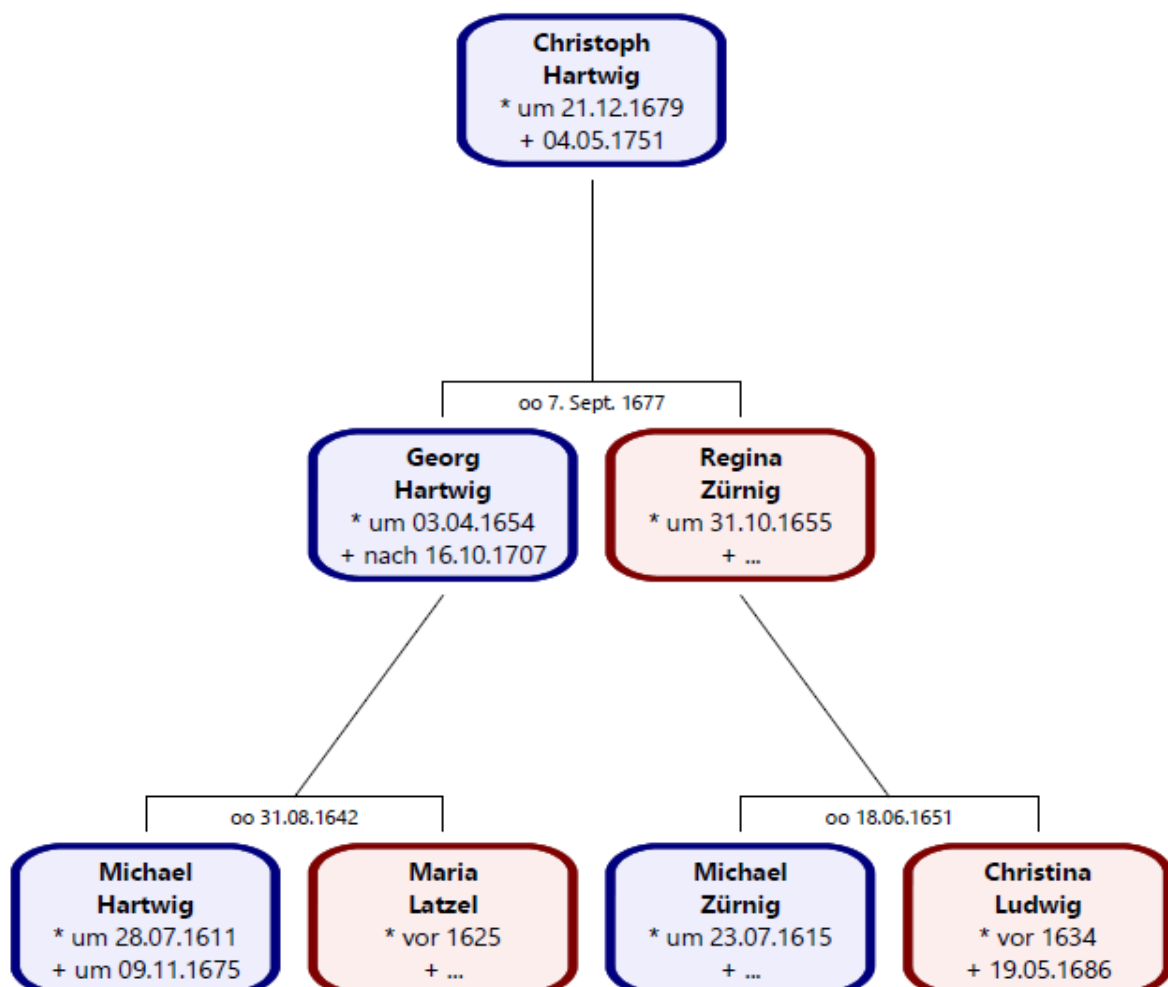 Christoph
Hartwig
* um 21.12.1679
+ 04.05.1751
oo 7. Sept. 1677
Georg
Hartwig
* um 03.04.1654
+ nach 16.10.1707
Regina
Zürnig
* um 31.10.1655
+ ...
oo 31.08.1642
oo 18.06.1651
Michael
Hartwig
* um 28.07.1611
+ um 09.11.1675
Maria
Latzel
* vor 1625
+ ...
Michael
Zürnig
* um 23.07.1615
+ ...
Christina
Ludwig
* vor 1634
+ 19.05.1686